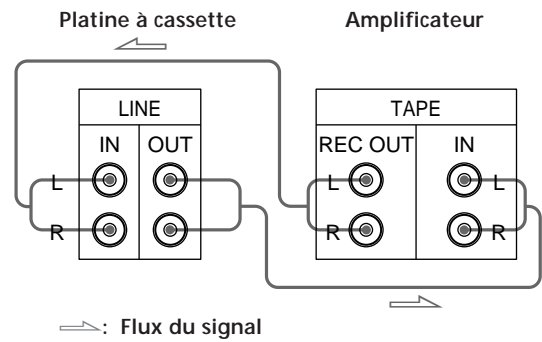 Platine à cassette Amplificateur
LINE TAPE
IN OUT REC OUT IN
L L L
R R R
: Flux du signal